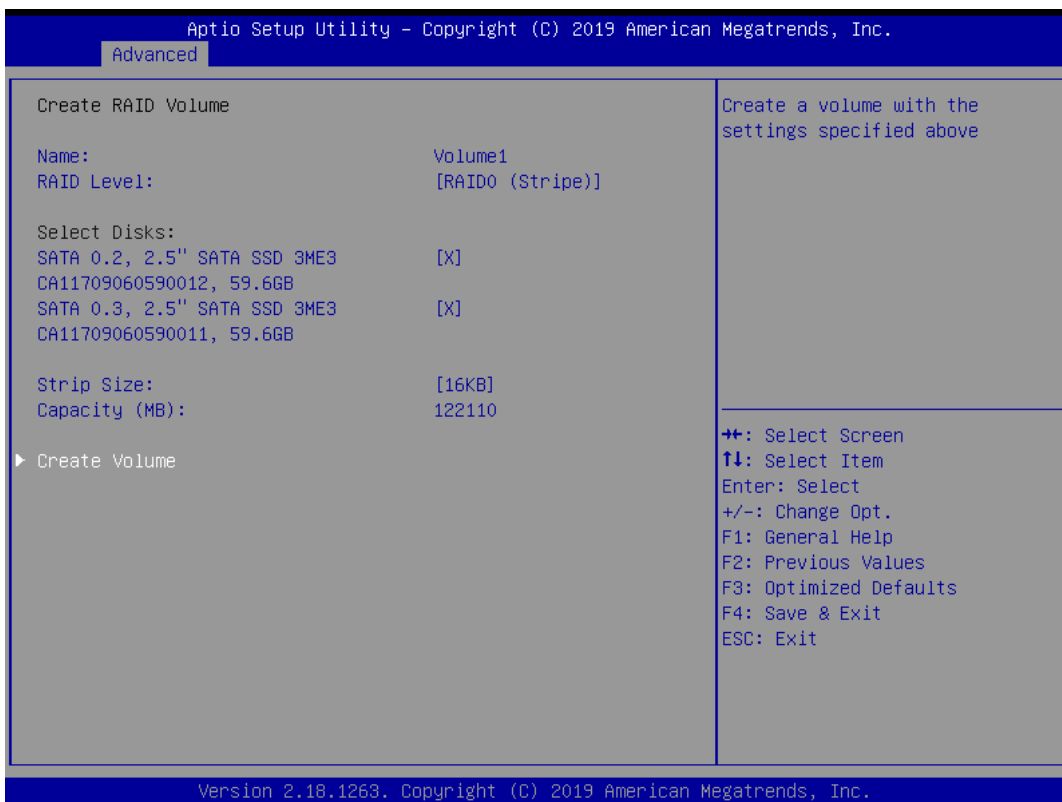 Aptio Setup Utility – Copyright (C) 2019 American Megatrends, Inc.
Advanced
Create RAID Volume
Name: Volume1
RAID Level: [RAID0 (Stripe)]
Select Disks:
SATA 0.2, 2.5'' SATA SSD 3ME3 [X]
CA11709060590012, 59.6GB
SATA 0.3, 2.5'' SATA SSD 3ME3 [X]
CA11709060590011, 59.6GB
Strip Size: [16KB]
Capacity (MB): 122110
▶ Create Volume
Create a volume with the
settings specified above
→←: Select Screen
↑↓: Select Item
Enter: Select
+/-: Change Opt.
F1: General Help
F2: Previous Values
F3: Optimized Defaults
F4: Save & Exit
ESC: Exit
Version 2.18.1263. Copyright (C) 2019 American Megatrends, Inc.